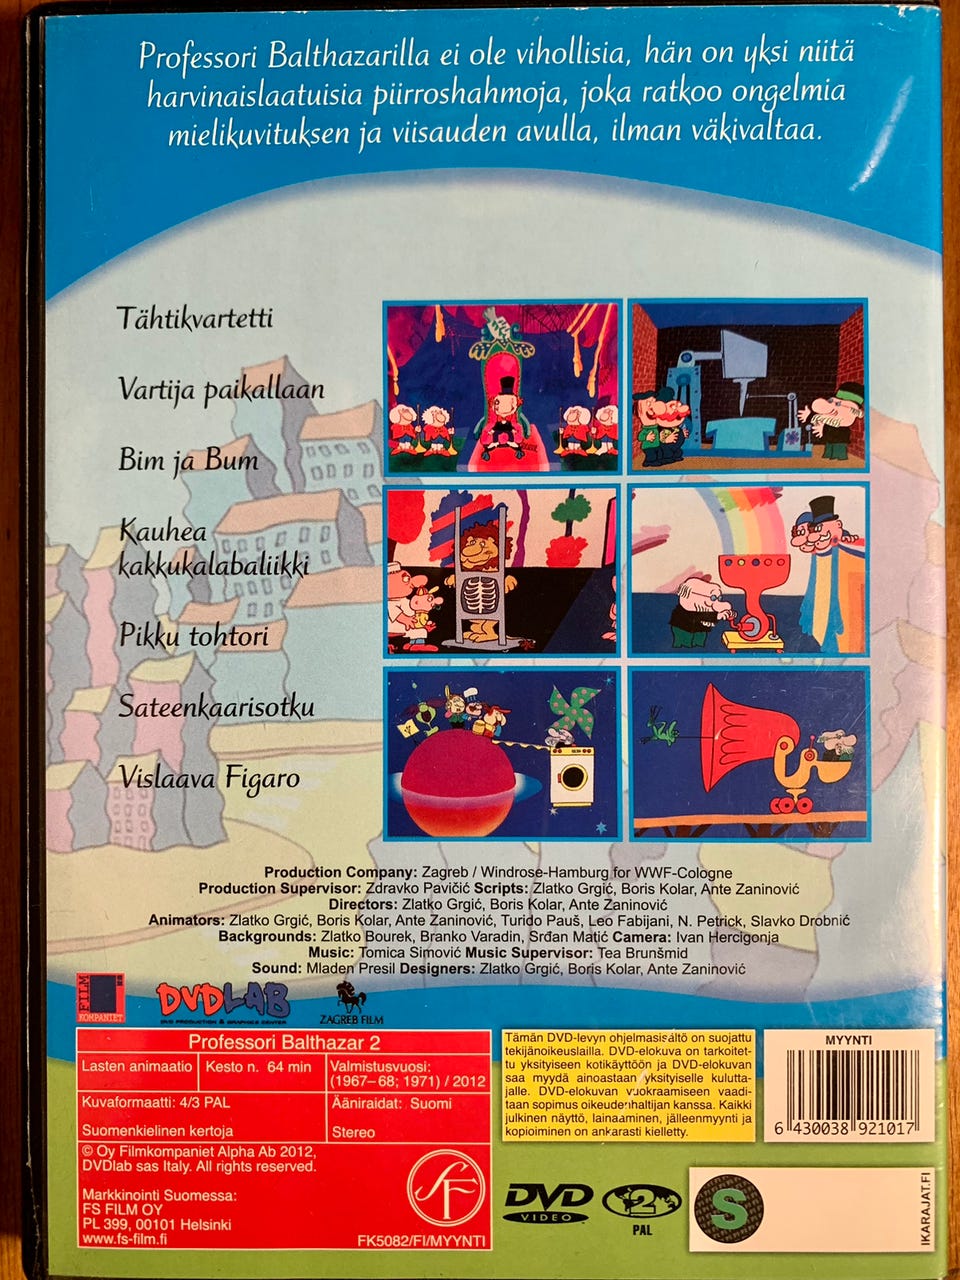 Professori Balthazarilla ei ole vihollisia, hän on yksi niitä
harvinaislaatuisia piirroshahmoja, joka ratkoo ongelmia
mielikuvituksen ja viisauden avulla, ilman väkivaltaa.
Tähtikvartetti
Vartija paikallaan
Bim ja Bum
Kauhea
kakkukalabaliikki
Pikku tohtori
Sateenkaarisotku
Vislaava Figaro
Production Company: Zagreb / Windrose-Hamburg for WWF-Cologne
Production Supervisor: Zdravko Pavičić Scripts: Zlatko Grgić, Boris Kolar, Ante Zaninović
Directors: Zlatko Grgić, Boris Kolar, Ante Zaninović
Animators: Zlatko Grgić, Boris Kolar, Ante Zaninović, Turido Pauš, Leo Fabijani, N. Petrick, Slavko Drobnić
Backgrounds: Zlatko Bourek, Branko Varadin, Srđan Matić Camera: Ivan Hercigonja
Music: Tomica Simović Music Supervisor: Tea Brunšmid
Sound: Mladen Presil Designers: Zlatko Grgić, Boris Kolar, Ante Zaninović
FILM
KOMPANIET
DVDLAB
DVD PRODUCTION & GRAPHICS CENTER
ZAGREB FILM
Professori Balthazar 2
Lasten animaatio
Kesto n. 64 min
Valmistusvuosi:
(1967–68; 1971) / 2012
Kuvaformaatti: 4/3 PAL
Suomenkielinen kertoja
Ääniraidat: Suomi
Stereo
© Oy Filmkompaniet Alpha Ab 2012,
DVDlab sas Italy. All rights reserved.
Markkinointi Suomessa:
FS FILM OY
PL 399, 00101 Helsinki
www.fs-film.fi
SF
FK5082/FI/MYYNTI
Tämän DVD-levyn ohjelmasisältö on suojattu
tekijänoikeuslailla. DVD-elokuva on tarkoitet-
tu yksityiseen kotikäyttöön ja DVD-elokuvan
saa myydä ainoastaan yksityiselle kulutta-
jalle. DVD-elokuvan vuokraamiseen vaadi-
taan sopimus oikeudenhaltijan kanssa. Kaikki
julkinen näyttö, lainaaminen, jälleenmyynti ja
kopioiminen on ankarasti kielletty.
MYYNTI
6 430038 921017
DVD
VIDEO
2
PAL
S
IKARAJAT.FI